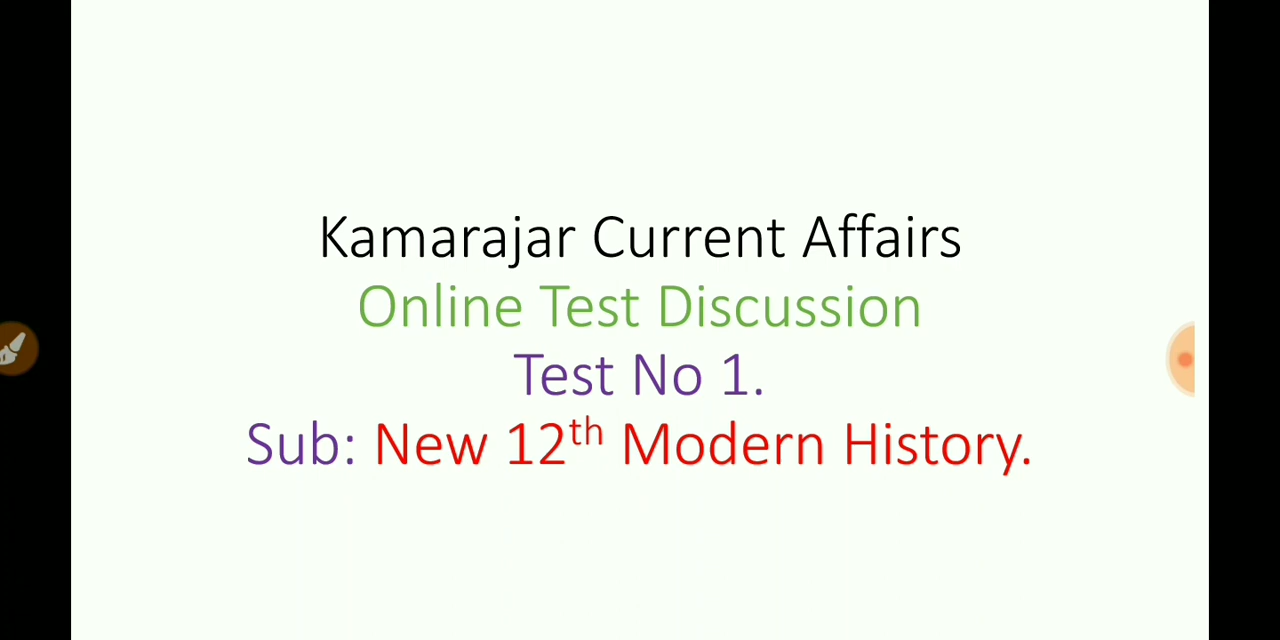 Kamarajar Current Affairs
Online Test Discussion
Test No 1.
Sub: New 12th Modern History.